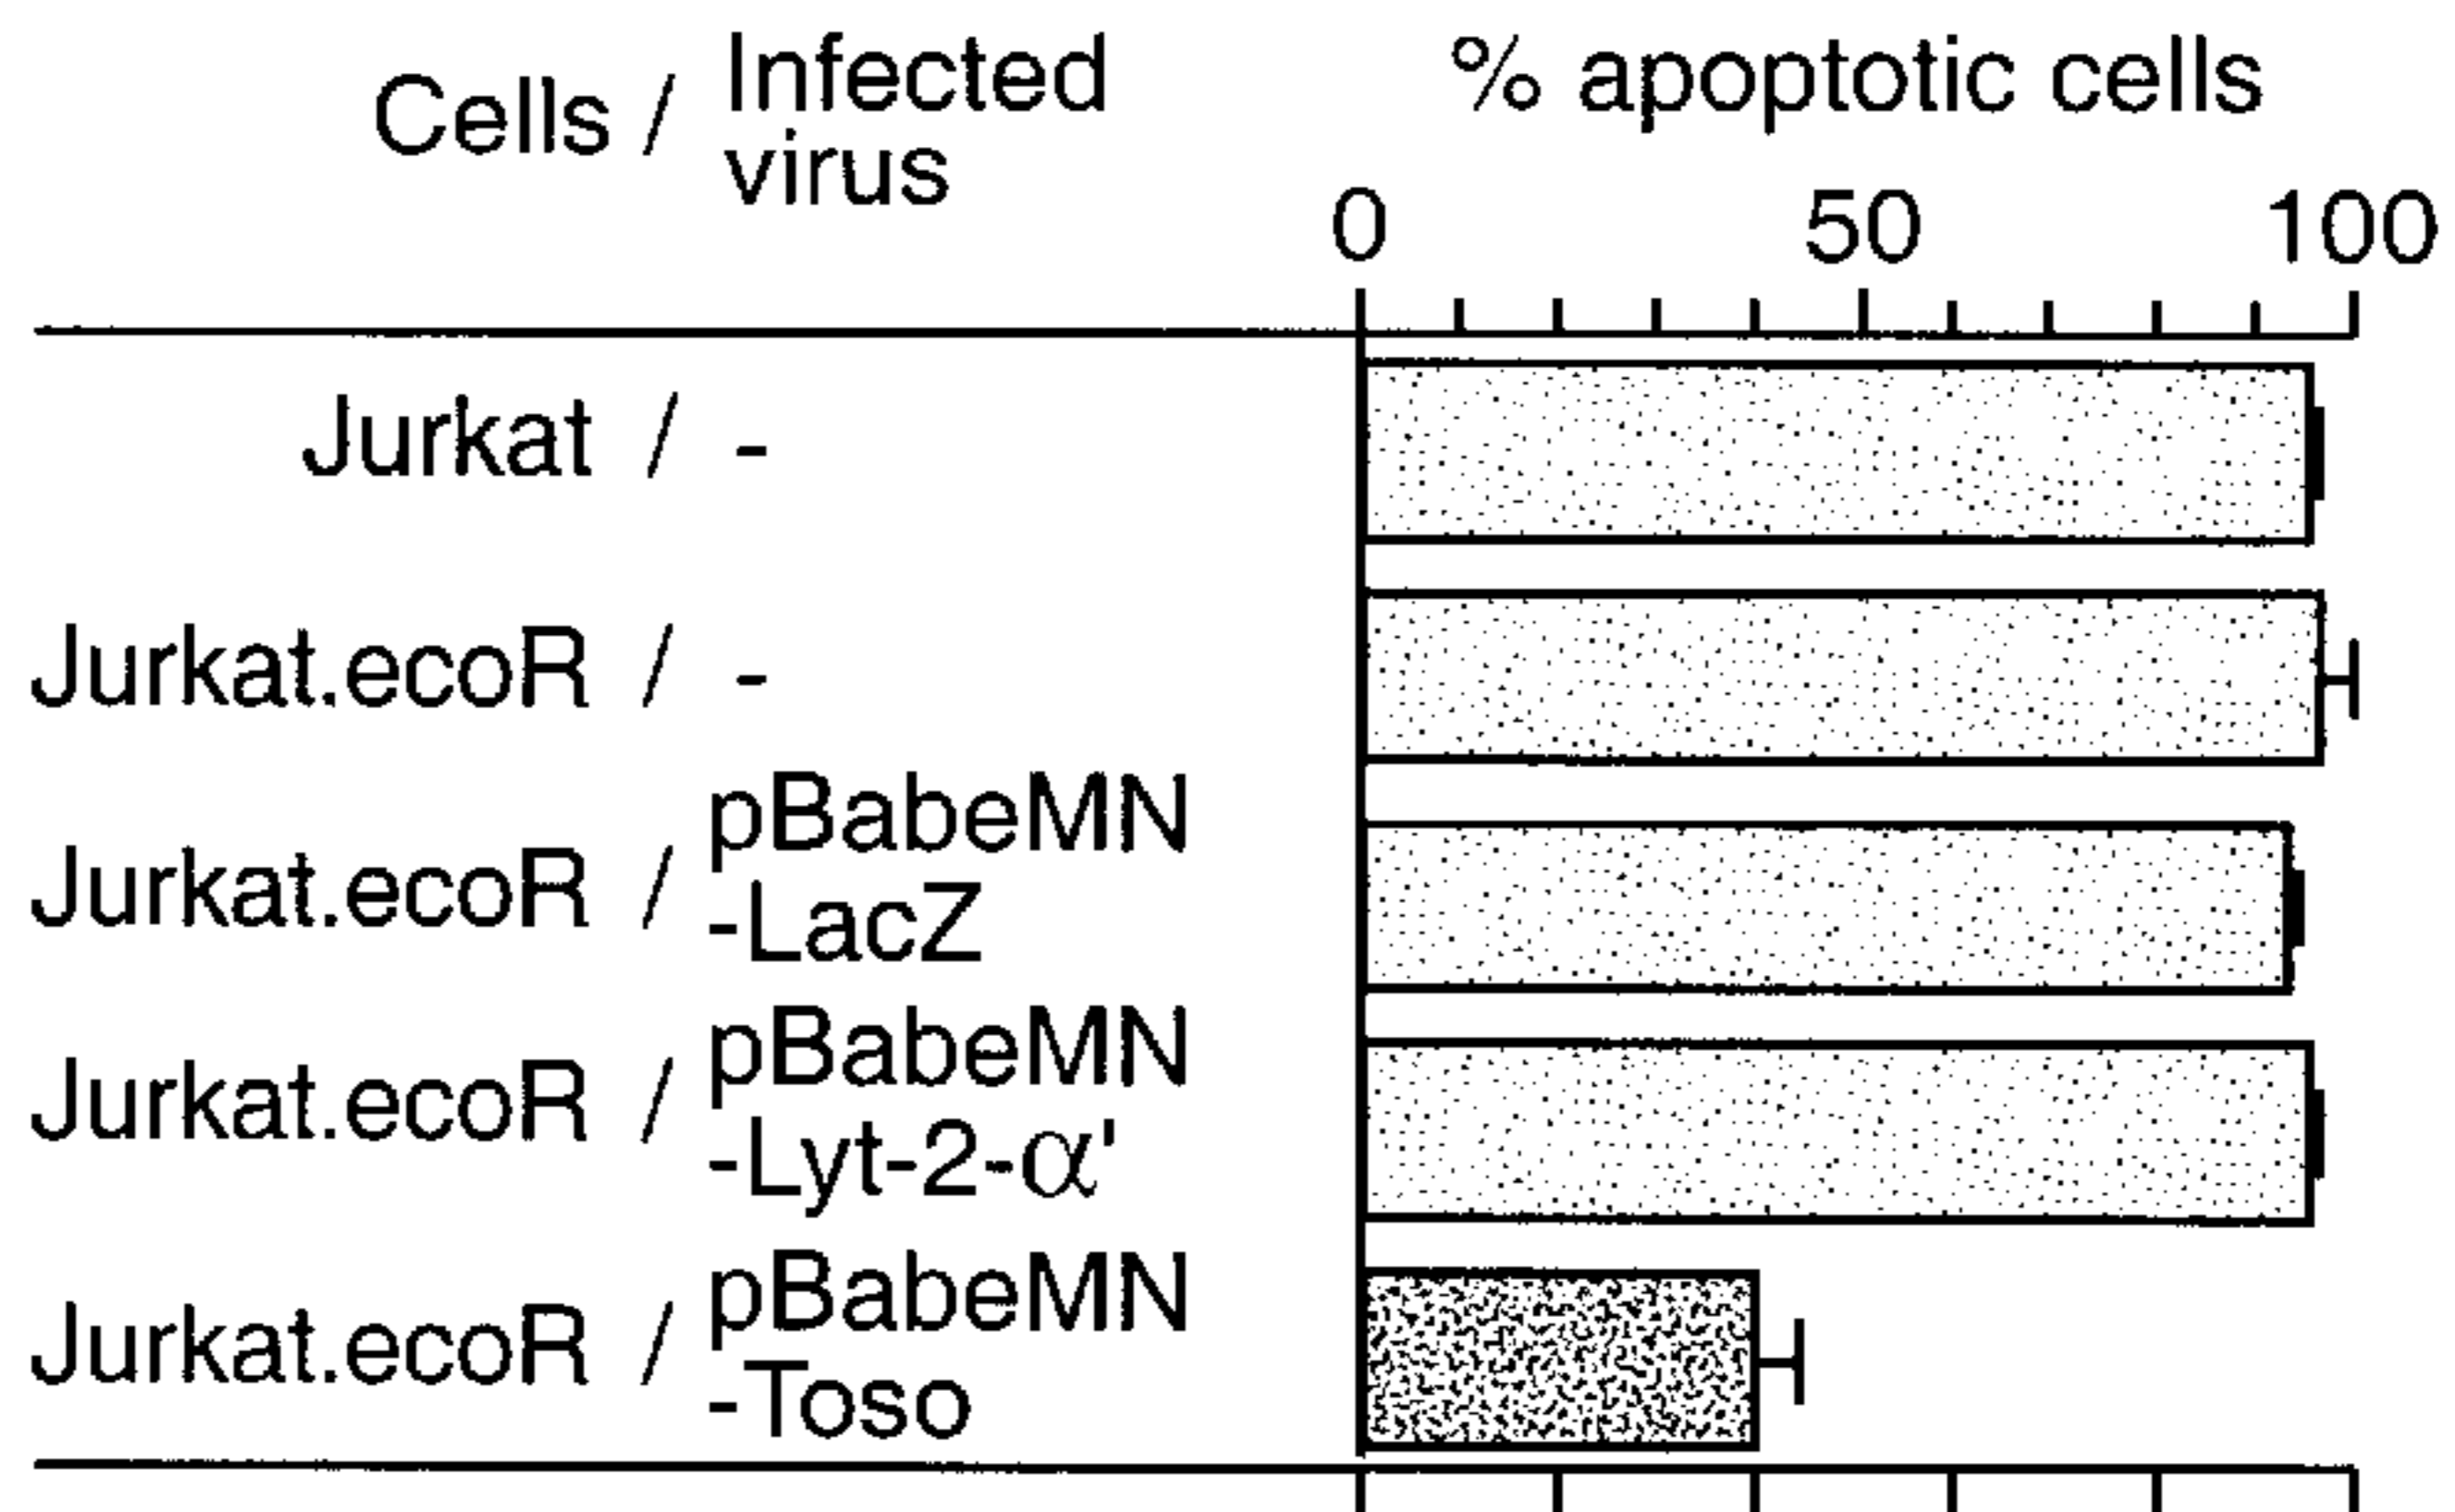 Cells / Infected virus
% apoptotic cells
0 50 100
Jurkat / -
Jurkat.ecoR / -
Jurkat.ecoR / pBabeMN
-LacZ
Jurkat.ecoR / pBabeMN
-Lyt-2-α'
Jurkat.ecoR / pBabeMN
-Toso